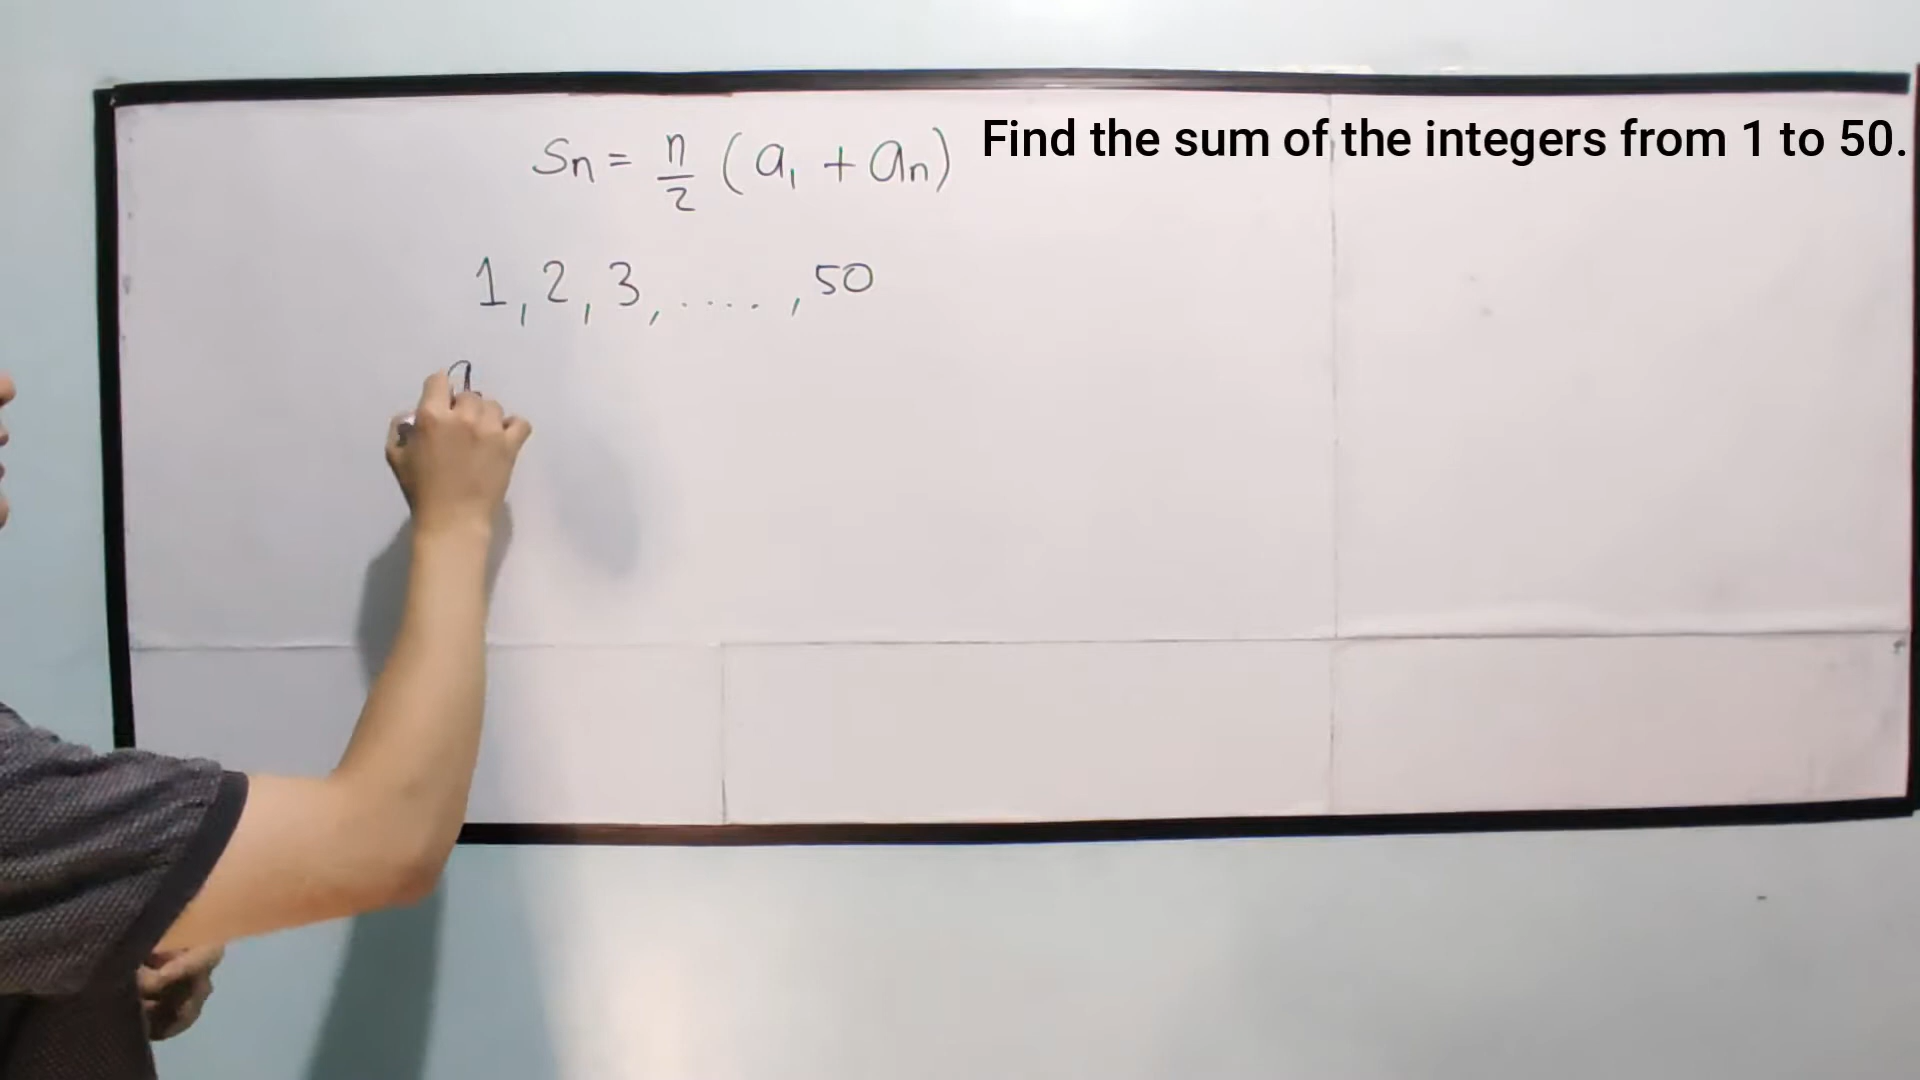 Sn = n/2 (a₁ + an)
Find the sum of the integers from 1 to 50.
1, 2, 3, ...., 50
a